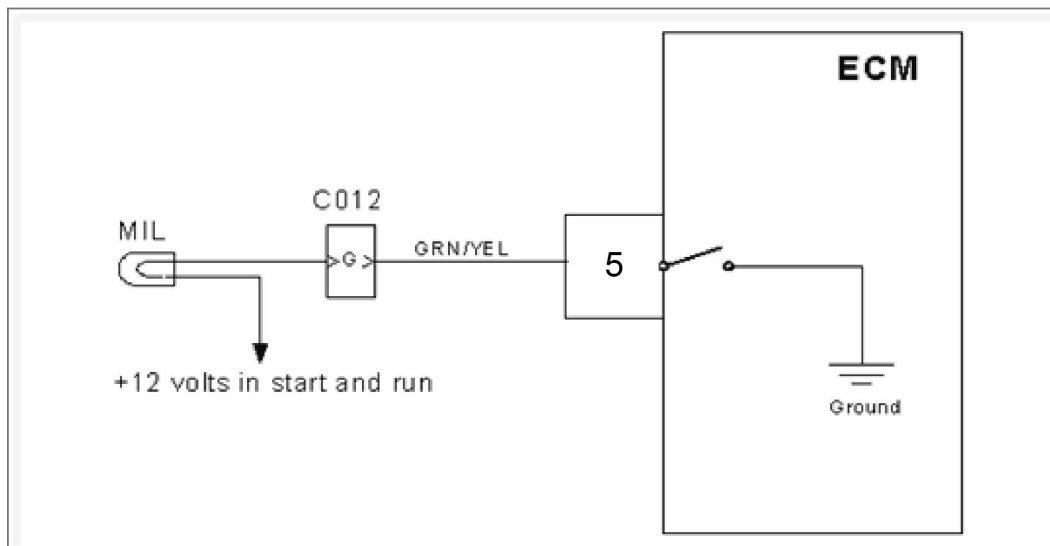 ECM
C012
MIL
G
GRN/YEL
5
+12 volts in start and run
Ground